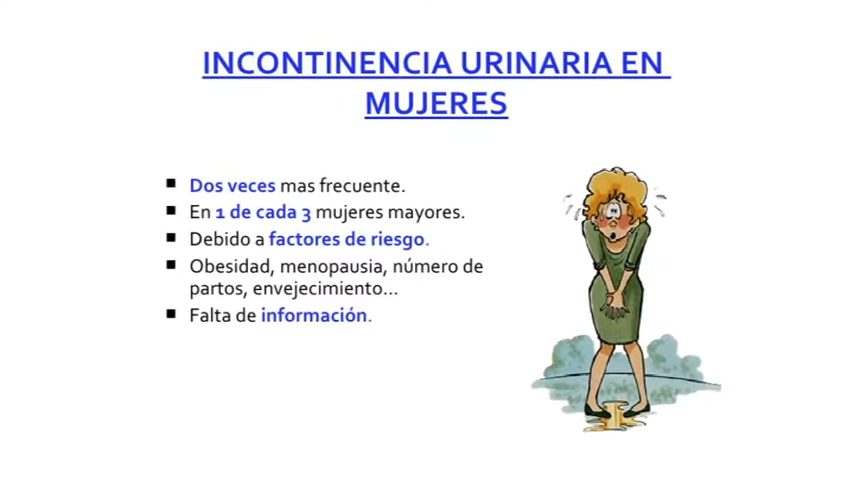 INCONTINENCIA URINARIA EN
MUJERES
▪ Dos veces mas frecuente.
▪ En 1 de cada 3 mujeres mayores.
▪ Debido a factores de riesgo.
▪ Obesidad, menopausia, número de
partos, envejecimiento...
▪ Falta de información.